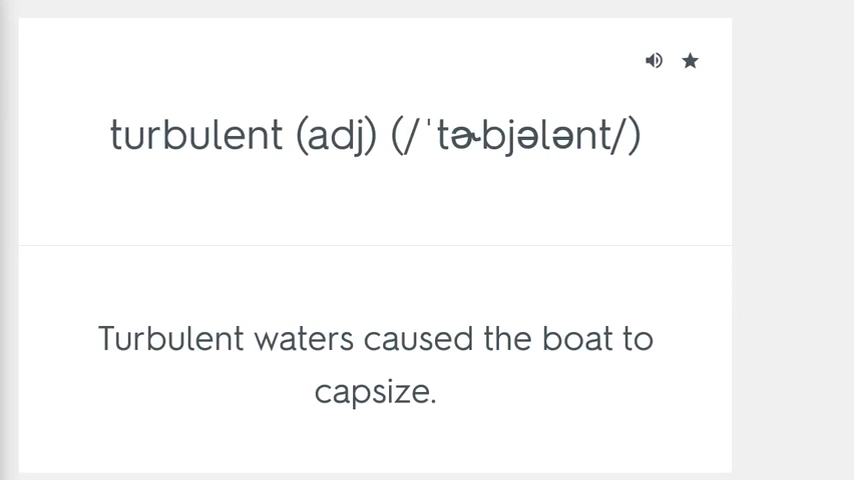 turbulent (adj) (/ˈtɚbjələnt/)
Turbulent waters caused the boat to
capsize.